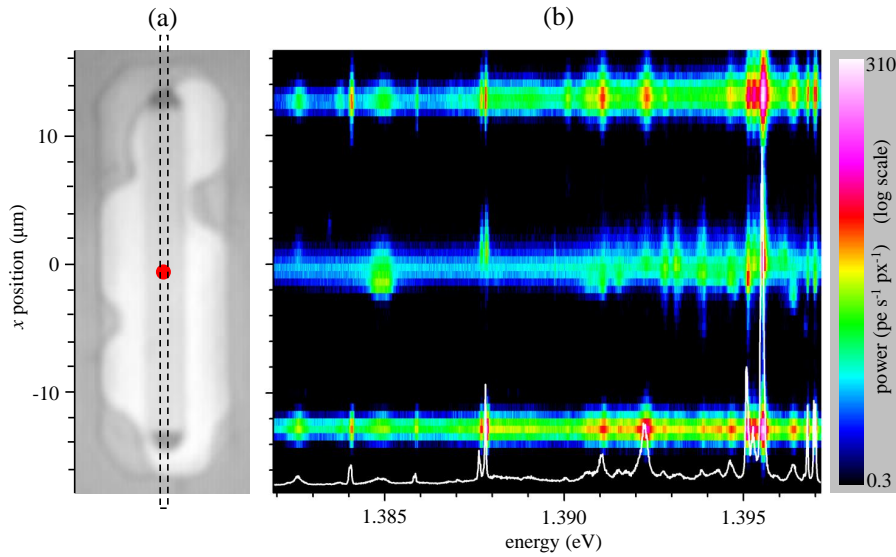 (a)
(b)
x position (μm)
10
0
-10
1.385
1.390
1.395
energy (eV)
310
0.3
power (pe s-1 px-1) (log scale)